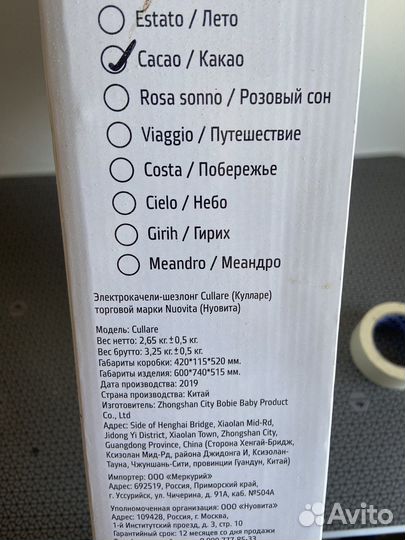 Estato / Лето
Cacao / Какао
Rosa sonno / Розовый сон
Viaggio / Путешествие
Costa / Побережье
Cielo / Небо
Girih / Гирих
Meandro / Меандро
Электрокачели-шезлонг Cullare (Кулларе)
торговой марки Nuovita (Нуовита)
Модель: Cullare
Вес нетто: 2,65 кг.±0,5 кг.
Вес брутто: 3,25 кг.±0,5 кг.
Габариты коробки: 420*115*520 мм.
Габариты изделия: 600*740*515 мм.
Дата производства: 2019
Страна производства: Китай
Изготовитель: Zhongshan City Bobie Baby Product
Co., Ltd
Адрес: Side of Henghai Bridge, Xiaolan Mid-Rd,
Jidong Yi District, Xiaolan Town, Zhongshan City,
Guangdong Province, China (Сторона Хенгай-Бридж,
Ксизолан Мид-Рд, района Джидонга И, Ксизолан-
Тауна, Чжуншань-Сити, провинции Гуандун, Китай)
Импортер: ООО «Меркурий»
Адрес: 692519, Россия, Приморский край,
г. Уссурийск, ул. Чичерина, д. 91А, каб. №504А
Уполномоченная организация: ООО «Нуовита»
Адрес: 109428, Россия, г. Москва,
1-й Институтский проезд, д. 3, стр. 10
Гарантийный срок: 12 месяцев со дня продажи
Avito